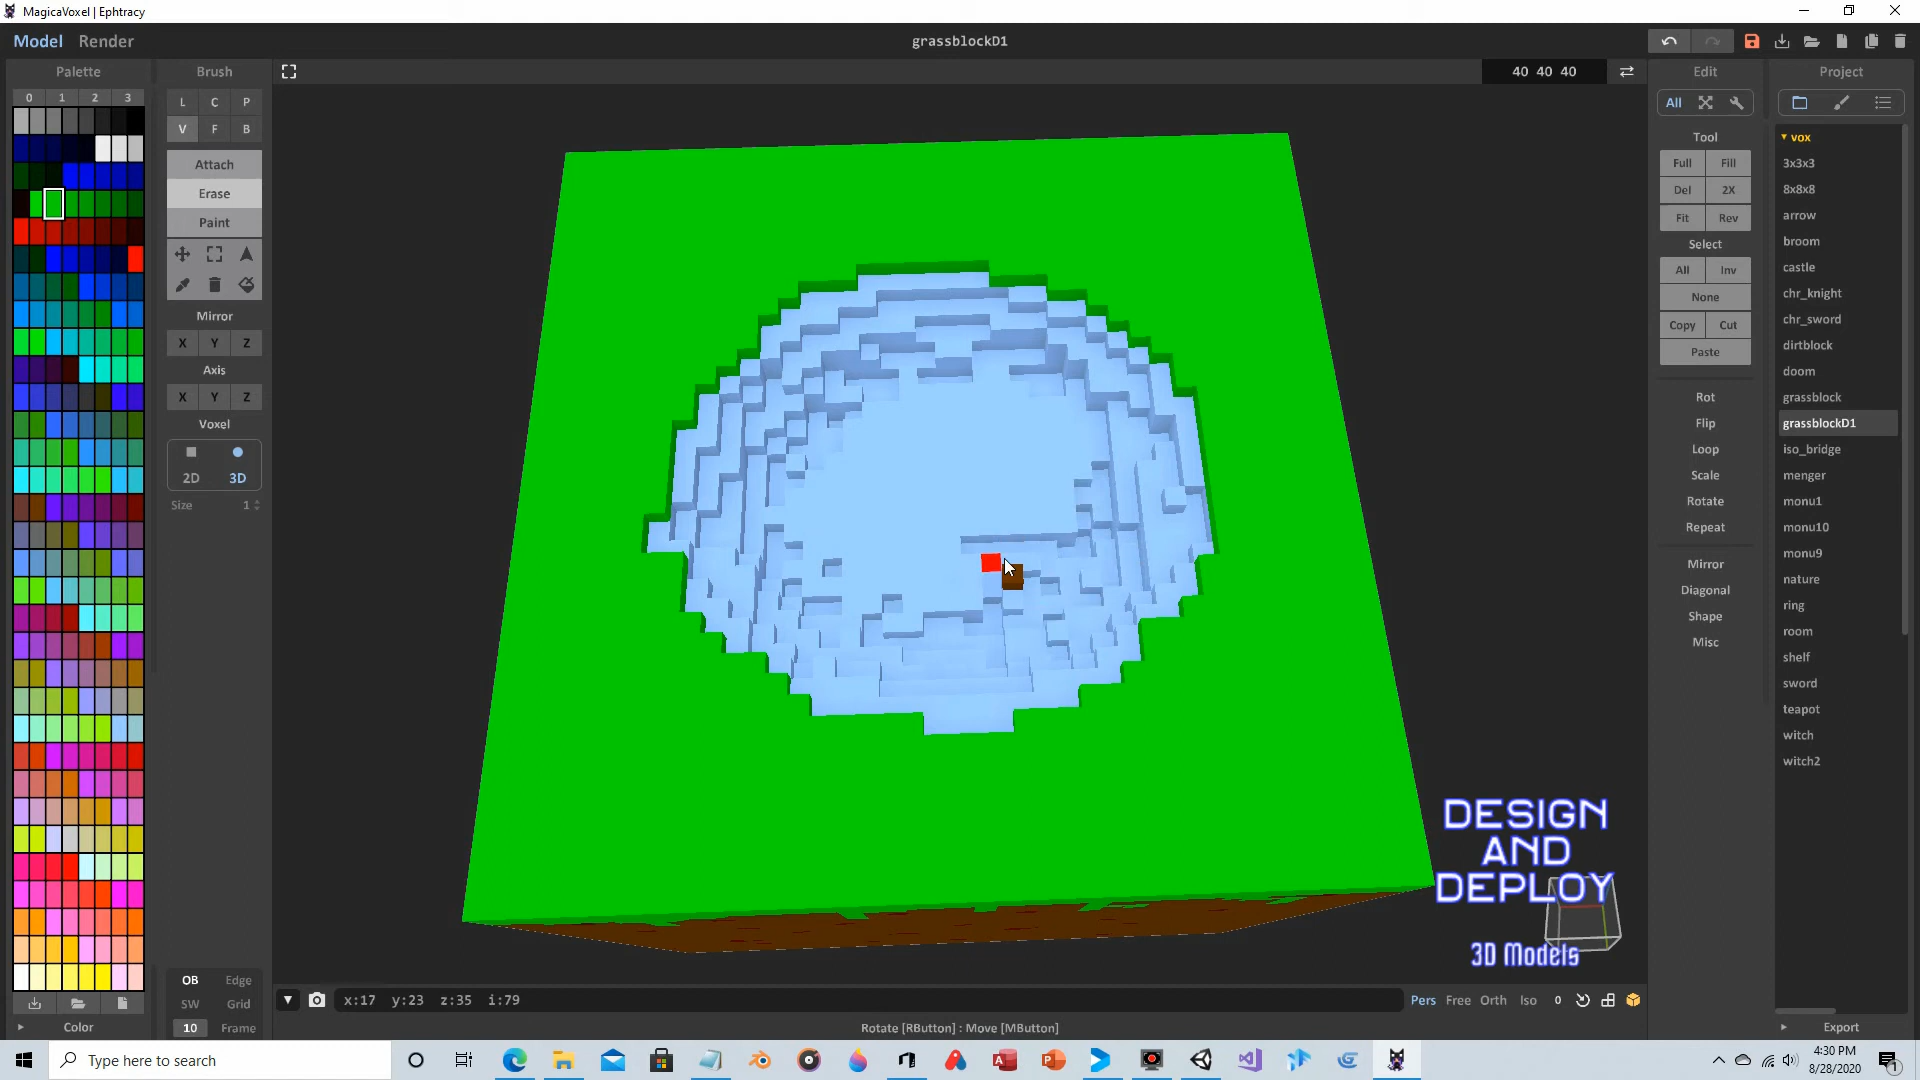 MagicaVoxel | Ephtracy
Model Render
grassblockD1
Palette
Brush
40 40 40
Edit
Project
0 1 2 3
L C P
V F B
All
Attach
Erase
Paint
Mirror
X Y Z
Axis
X Y Z
Voxel
2D 3D
Size 1
Tool
Full Fill
Del 2X
Fit Rev
Select
All Inv
None
Copy Cut
Paste
Rot
Flip
Loop
Scale
Rotate
Repeat
Mirror
Diagonal
Shape
Misc
vox
3x3x3
8x8x8
arrow
broom
castle
chr_knight
chr_sword
dirtblock
doom
grassblock
grassblockD1
iso_bridge
menger
monu1
monu10
monu9
nature
ring
room
shelf
sword
teapot
witch
witch2
DESIGN
AND
DEPLOY
3D Models
OB Edge
SW Grid
10 Frame
Color
x:17 y:23 z:35 i:79
Pers Free Orth Iso 0
Rotate [RButton] : Move [MButton]
Export
Type here to search
4:30 PM
8/28/2020
1